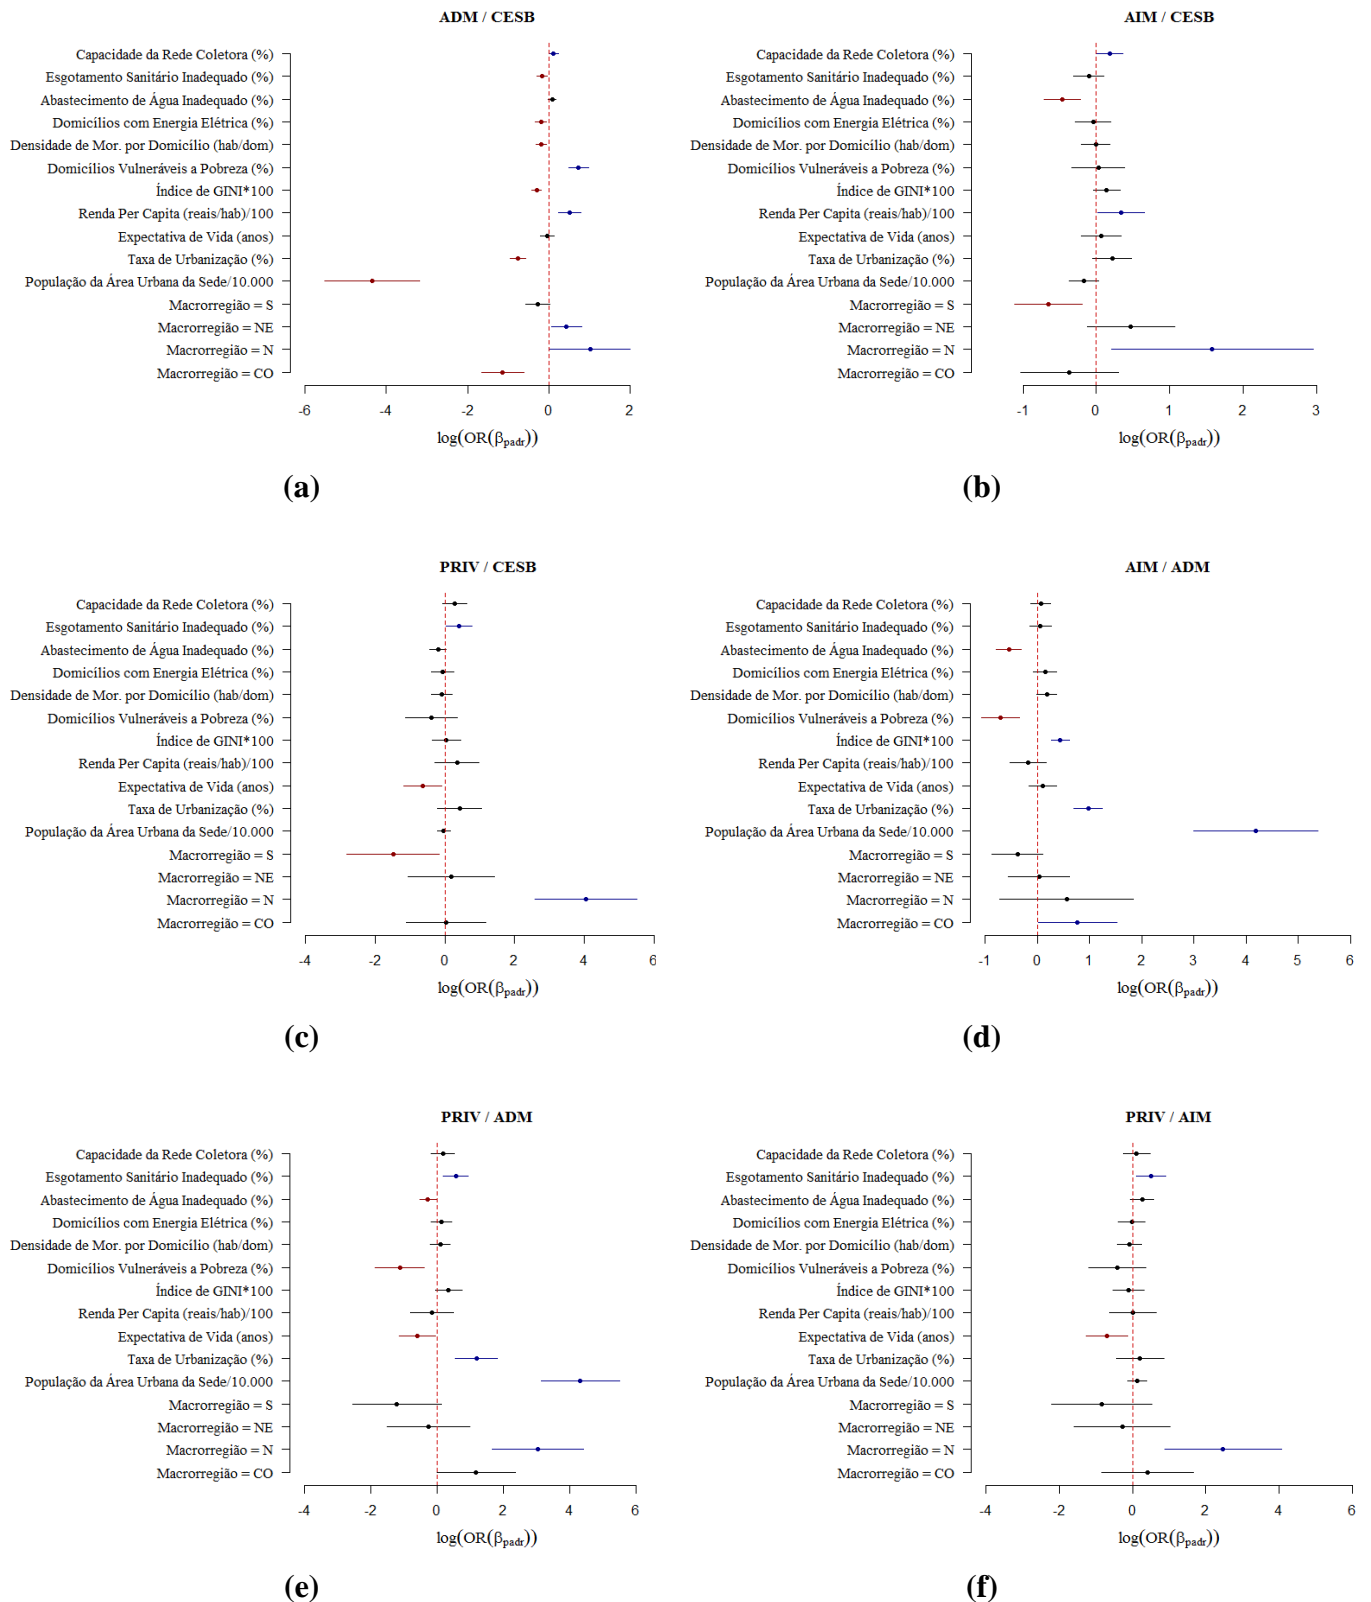 ADM / CESB
Capacidade da Rede Coletora (%)
Esgotamento Sanitário Inadequado (%)
Abastecimento de Água Inadequado (%)
Domicílios com Energia Elétrica (%)
Densidade de Mor. por Domicílio (hab/dom)
Domicílios Vulneráveis a Pobreza (%)
Índice de GINI*100
Renda Per Capita (reais/hab)/100
Expectativa de Vida (anos)
Taxa de Urbanização (%)
População da Área Urbana da Sede/10.000
Macrorregião = S
Macrorregião = NE
Macrorregião = N
Macrorregião = CO
-6 -4 -2 0 2
log(OR(βpadr))
(a)
AIM / CESB
Capacidade da Rede Coletora (%)
Esgotamento Sanitário Inadequado (%)
Abastecimento de Água Inadequado (%)
Domicílios com Energia Elétrica (%)
Densidade de Mor. por Domicílio (hab/dom)
Domicílios Vulneráveis a Pobreza (%)
Índice de GINI*100
Renda Per Capita (reais/hab)/100
Expectativa de Vida (anos)
Taxa de Urbanização (%)
População da Área Urbana da Sede/10.000
Macrorregião = S
Macrorregião = NE
Macrorregião = N
Macrorregião = CO
-1 0 1 2 3
log(OR(βpadr))
(b)
PRIV / CESB
Capacidade da Rede Coletora (%)
Esgotamento Sanitário Inadequado (%)
Abastecimento de Água Inadequado (%)
Domicílios com Energia Elétrica (%)
Densidade de Mor. por Domicílio (hab/dom)
Domicílios Vulneráveis a Pobreza (%)
Índice de GINI*100
Renda Per Capita (reais/hab)/100
Expectativa de Vida (anos)
Taxa de Urbanização (%)
População da Área Urbana da Sede/10.000
Macrorregião = S
Macrorregião = NE
Macrorregião = N
Macrorregião = CO
-4 -2 0 2 4 6
log(OR(βpadr))
(c)
AIM / ADM
Capacidade da Rede Coletora (%)
Esgotamento Sanitário Inadequado (%)
Abastecimento de Água Inadequado (%)
Domicílios com Energia Elétrica (%)
Densidade de Mor. por Domicílio (hab/dom)
Domicílios Vulneráveis a Pobreza (%)
Índice de GINI*100
Renda Per Capita (reais/hab)/100
Expectativa de Vida (anos)
Taxa de Urbanização (%)
População da Área Urbana da Sede/10.000
Macrorregião = S
Macrorregião = NE
Macrorregião = N
Macrorregião = CO
-1 0 1 2 3 4 5 6
log(OR(βpadr))
(d)
PRIV / ADM
Capacidade da Rede Coletora (%)
Esgotamento Sanitário Inadequado (%)
Abastecimento de Água Inadequado (%)
Domicílios com Energia Elétrica (%)
Densidade de Mor. por Domicílio (hab/dom)
Domicílios Vulneráveis a Pobreza (%)
Índice de GINI*100
Renda Per Capita (reais/hab)/100
Expectativa de Vida (anos)
Taxa de Urbanização (%)
População da Área Urbana da Sede/10.000
Macrorregião = S
Macrorregião = NE
Macrorregião = N
Macrorregião = CO
-4 -2 0 2 4 6
log(OR(βpadr))
(e)
PRIV / AIM
Capacidade da Rede Coletora (%)
Esgotamento Sanitário Inadequado (%)
Abastecimento de Água Inadequado (%)
Domicílios com Energia Elétrica (%)
Densidade de Mor. por Domicílio (hab/dom)
Domicílios Vulneráveis a Pobreza (%)
Índice de GINI*100
Renda Per Capita (reais/hab)/100
Expectativa de Vida (anos)
Taxa de Urbanização (%)
População da Área Urbana da Sede/10.000
Macrorregião = S
Macrorregião = NE
Macrorregião = N
Macrorregião = CO
-4 -2 0 2 4 6
log(OR(βpadr))
(f)